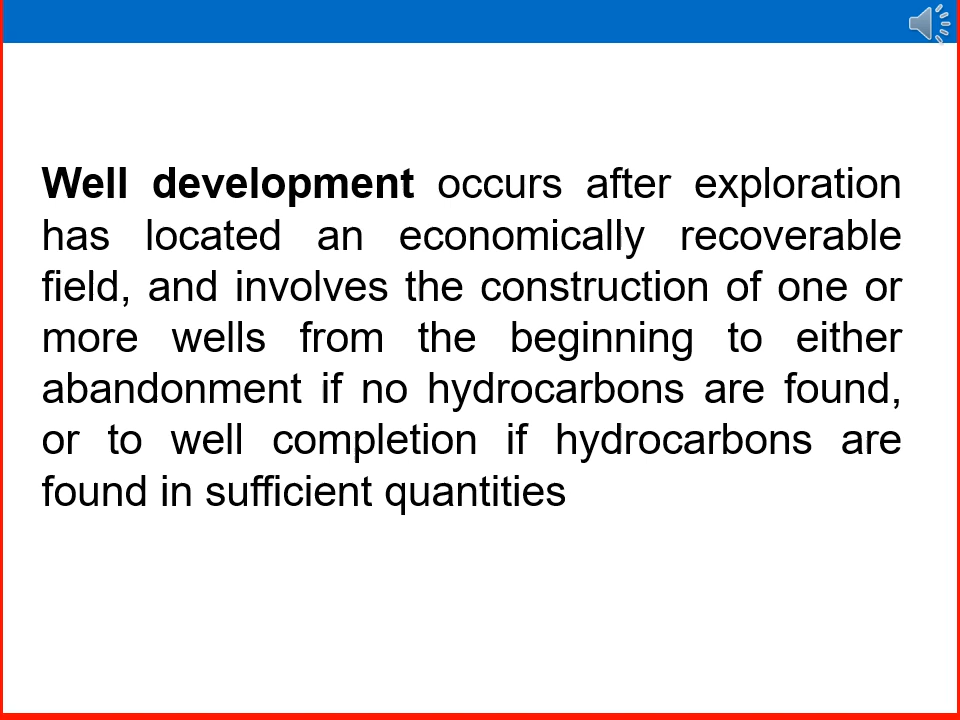 Well development occurs after exploration
has located an economically recoverable
field, and involves the construction of one or
more wells from the beginning to either
abandonment if no hydrocarbons are found,
or to well completion if hydrocarbons are
found in sufficient quantities